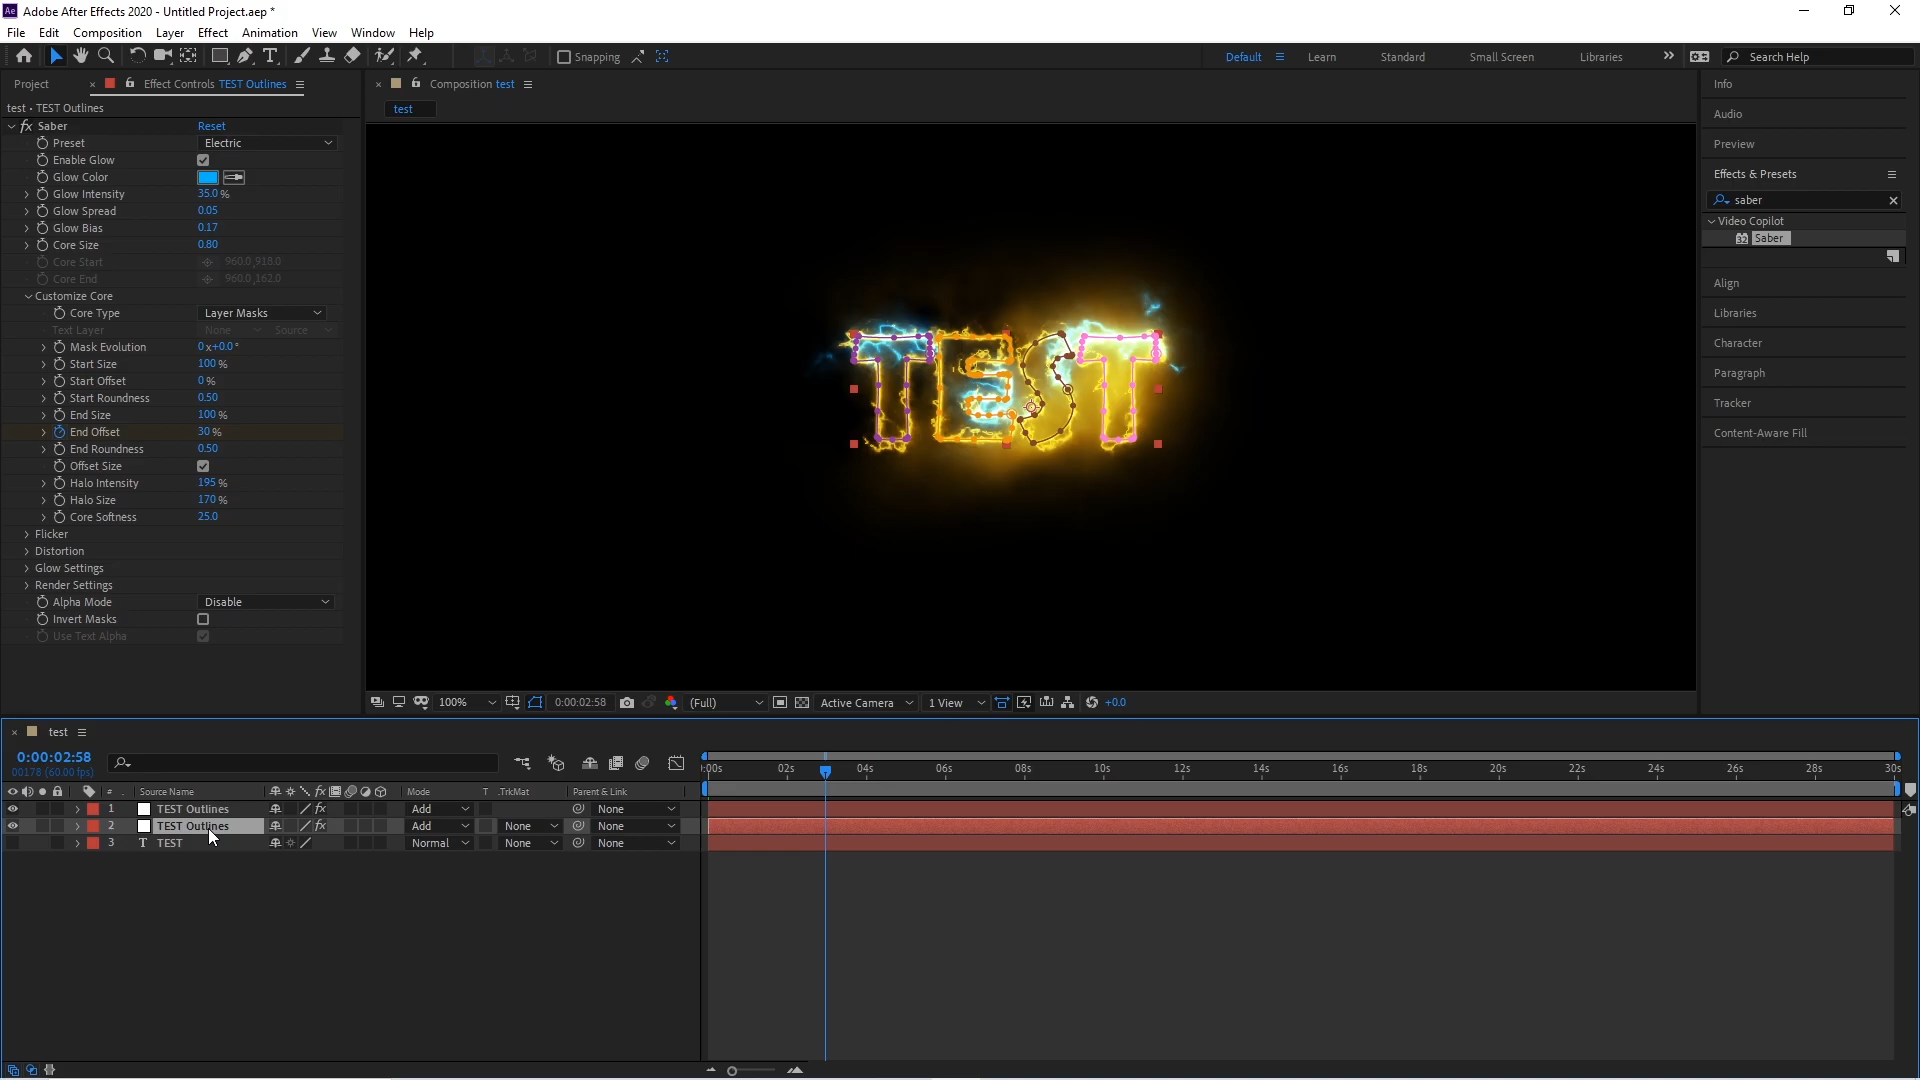 Adobe After Effects 2020 - Untitled Project.aep *
File Edit Composition Layer Effect Animation View Window Help
Snapping Default Learn Standard Small Screen Libraries Search Help
Project Effect Controls TEST Outlines
test • TEST Outlines
fx Saber Reset
Preset Electric
Enable Glow
Glow Color
Glow Intensity 35.0 %
Glow Spread 0.05
Glow Bias 0.17
Core Size 0.80
Core Start 960.0,918.0
Core End 960.0,162.0
Customize Core
Core Type Layer Masks
Text Layer None Source
Mask Evolution 0x+0.0°
Start Size 100 %
Start Offset 0 %
Start Roundness 0.50
End Size 100 %
End Offset 30 %
End Roundness 0.50
Offset Size
Halo Intensity 195 %
Halo Size 170 %
Core Softness 25.0
Flicker
Distortion
Glow Settings
Render Settings
Alpha Mode Disable
Invert Masks
Use Text Alpha
Composition test
test
TEST
100% 0:00:02:58 (Full) Active Camera 1 View +0.0
Info
Audio
Preview
Effects & Presets
saber
Video Copilot
32 Saber
Align
Libraries
Character
Paragraph
Tracker
Content-Aware Fill
test
0:00:02:58
00178 (60.00 fps)
:00s 02s 04s 06s 08s 10s 12s 14s 16s 18s 20s 22s 24s 26s 28s 30s
# Source Name fx Mode T .TrkMat Parent & Link
1 TEST Outlines fx Add None
2 TEST Outlines fx Add None None
3 T TEST Normal None None